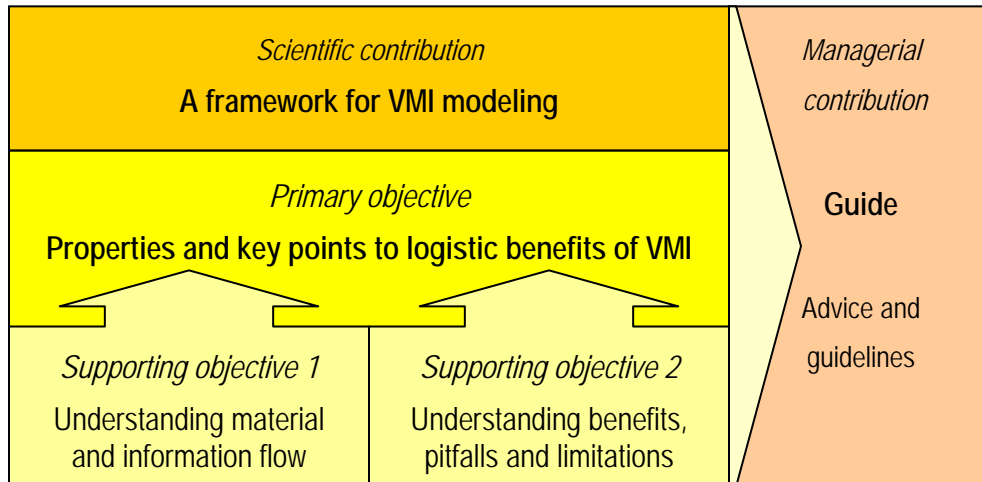 Scientific contribution
A framework for VMI modeling
Primary objective
Properties and key points to logistic benefits of VMI
Supporting objective 1
Understanding material
and information flow
Supporting objective 2
Understanding benefits,
pitfalls and limitations
Managerial
contribution
Guide
Advice and
guidelines